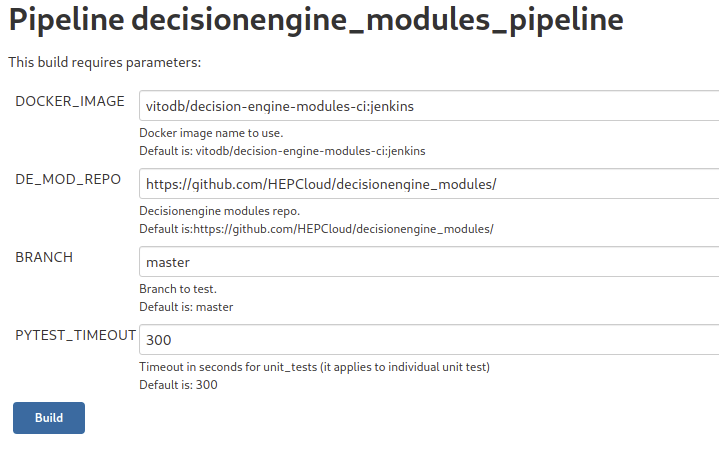 Pipeline decisionengine_modules_pipeline
This build requires parameters:
DOCKER_IMAGE
vitodb/decision-engine-modules-ci:jenkins
Docker image name to use.
Default is: vitodb/decision-engine-modules-ci:jenkins
DE_MOD_REPO
https://github.com/HEPCloud/decisionengine_modules/
Decisionengine modules repo.
Default is:https://github.com/HEPCloud/decisionengine_modules/
BRANCH
master
Branch to test.
Default is: master
PYTEST_TIMEOUT
300
Timeout in seconds for unit_tests (it applies to individual unit test)
Default is: 300
Build